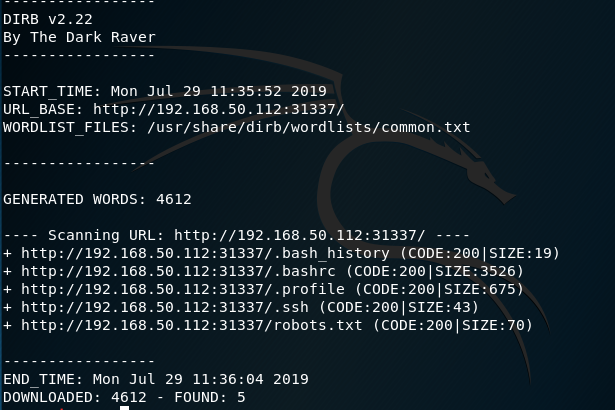 -----------------
DIRB v2.22
By The Dark Raver
-----------------
START_TIME: Mon Jul 29 11:35:52 2019
URL_BASE: http://192.168.50.112:31337/
WORDLIST_FILES: /usr/share/dirb/wordlists/common.txt
-----------------
GENERATED WORDS: 4612
---- Scanning URL: http://192.168.50.112:31337/ ----
+ http://192.168.50.112:31337/.bash_history (CODE:200|SIZE:19)
+ http://192.168.50.112:31337/.bashrc (CODE:200|SIZE:3526)
+ http://192.168.50.112:31337/.profile (CODE:200|SIZE:675)
+ http://192.168.50.112:31337/.ssh (CODE:200|SIZE:43)
+ http://192.168.50.112:31337/robots.txt (CODE:200|SIZE:70)
-----------------
END_TIME: Mon Jul 29 11:36:04 2019
DOWNLOADED: 4612 - FOUND: 5